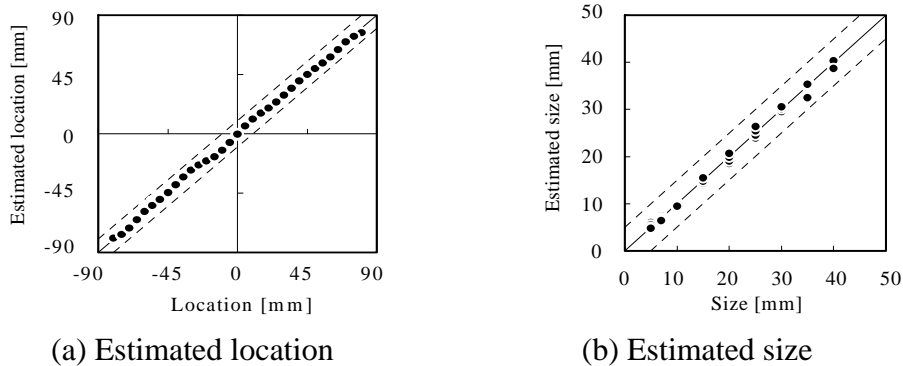 90
45
0
-45
-90
Estimated location [mm]
-90 -45 0 45 90
Location [mm]
(a) Estimated location
50
40
30
20
10
0
Estimated size [mm]
0 10 20 30 40 50
Size [mm]
(b) Estimated size